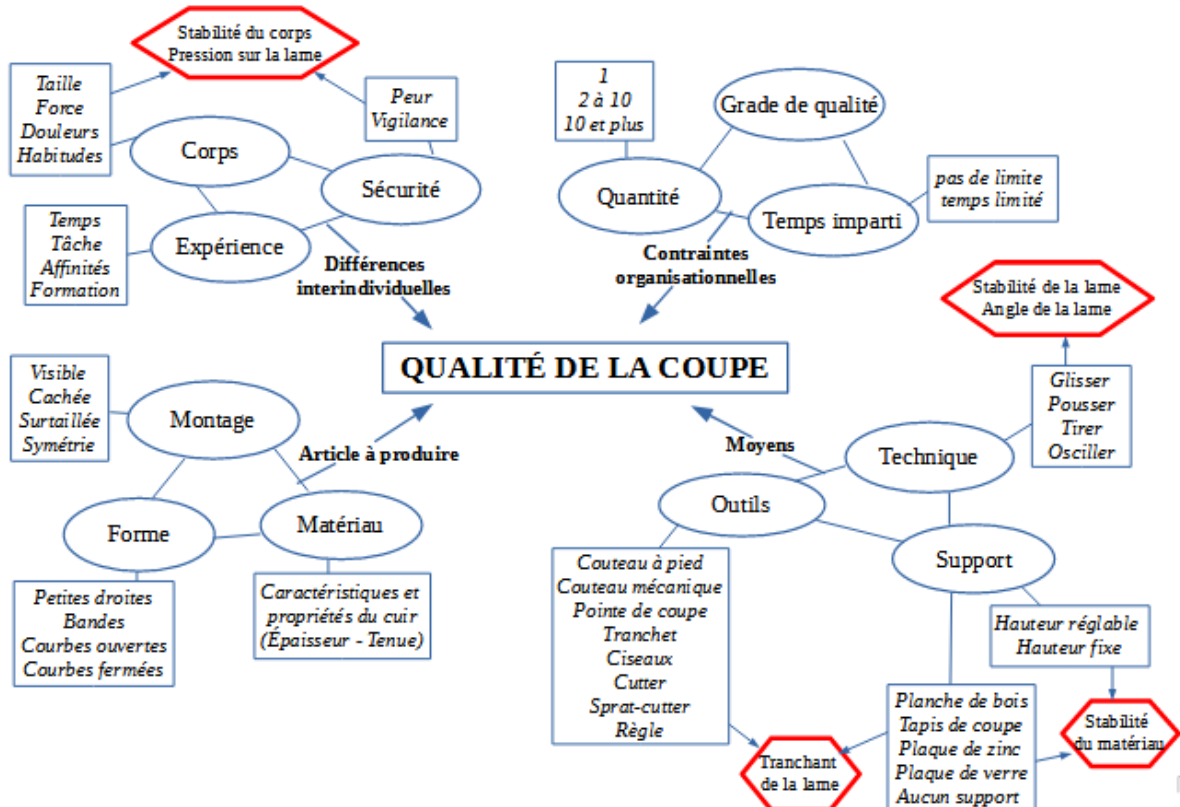 Stabilité du corps
Pression sur la lame
Taille
Force
Douleurs
Habitudes
Peur
Vigilance
Corps
Sécurité
Expérience
Temps
Tâche
Affinités
Formation
Différences
interindividuelles
1
2 à 10
10 et plus
Grade de qualité
Quantité
Temps imparti
pas de limite
temps limité
Contraintes
organisationnelles
Stabilité de la lame
Angle de la lame
QUALITÉ DE LA COUPE
Visible
Cachée
Surtaillée
Symétrie
Montage
Article à produire
Forme
Matériau
Petites droites
Bandes
Courbes ouvertes
Courbes fermées
Caractéristiques et
propriétés du cuir
(Épaisseur - Tenue)
Moyens
Technique
Glisser
Pousser
Tirer
Osciller
Outils
Support
Couteau à pied
Couteau mécanique
Pointe de coupe
Tranchet
Ciseaux
Cutter
Sprat-cutter
Règle
Hauteur réglable
Hauteur fixe
Planche de bois
Tapis de coupe
Plaque de zinc
Plaque de verre
Aucun support
Tranchant
de la lame
Stabilité
du matériau